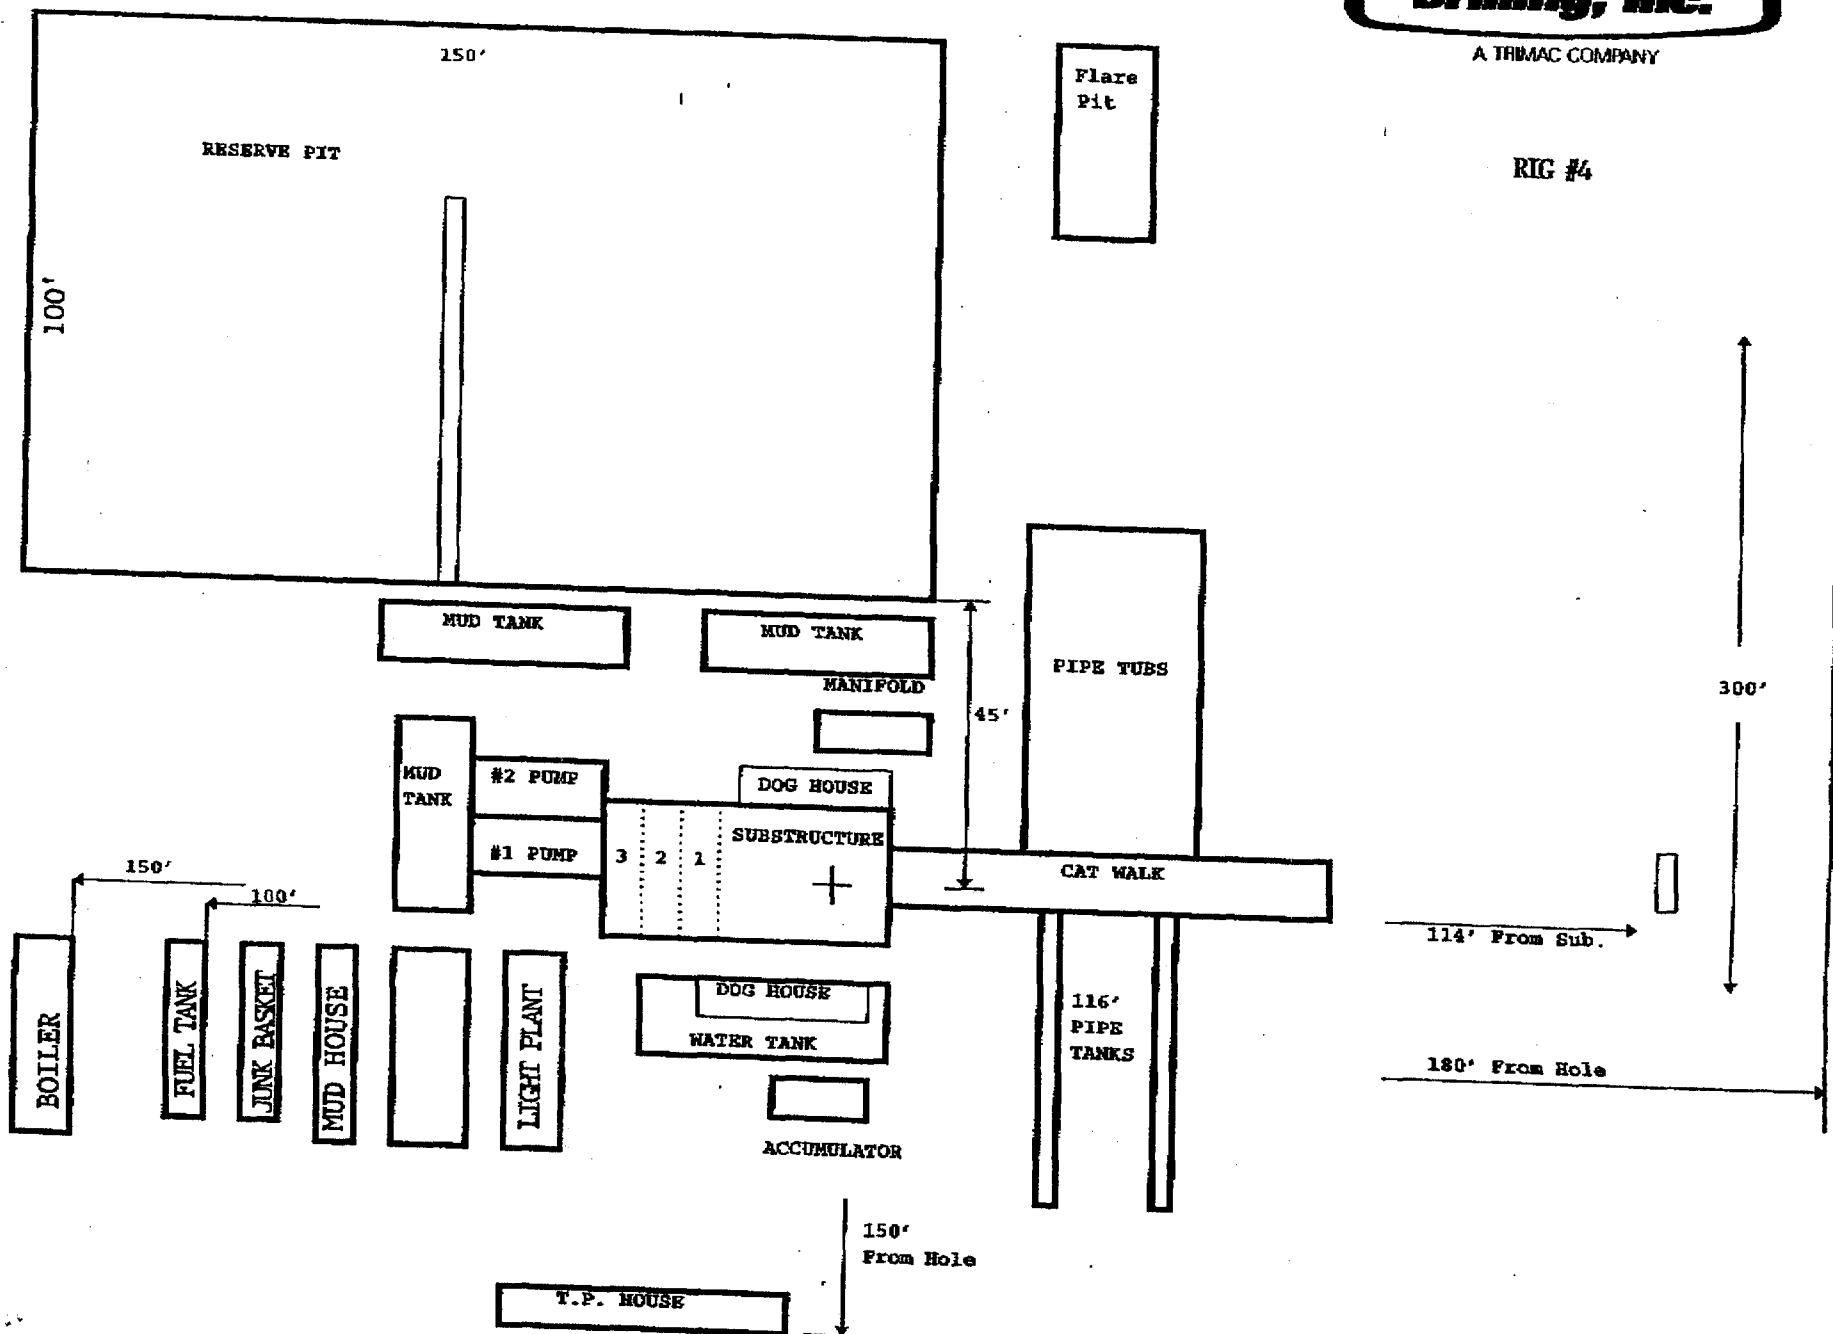 Drilling, Inc.
A TRIMAC COMPANY
150'
Flare
Pit
RESERVE PIT
RIG #4
100'
MUD TANK
MUD TANK
PIPE TUBS
MANIFOLD
300'
45'
MUD
TANK
#2 PUMP
DOG HOUSE
SUBSTRUCTURE
#1 PUMP
3 2 1
CAT WALK
150'
100'
114' From Sub.
BOILER
FUEL TANK
JUNK BASKET
MUD HOUSE
LIGHT PLANT
DOG HOUSE
WATER TANK
116'
PIPE
TANKS
180' From Hole
ACCUMULATOR
150'
From Hole
T.P. HOUSE